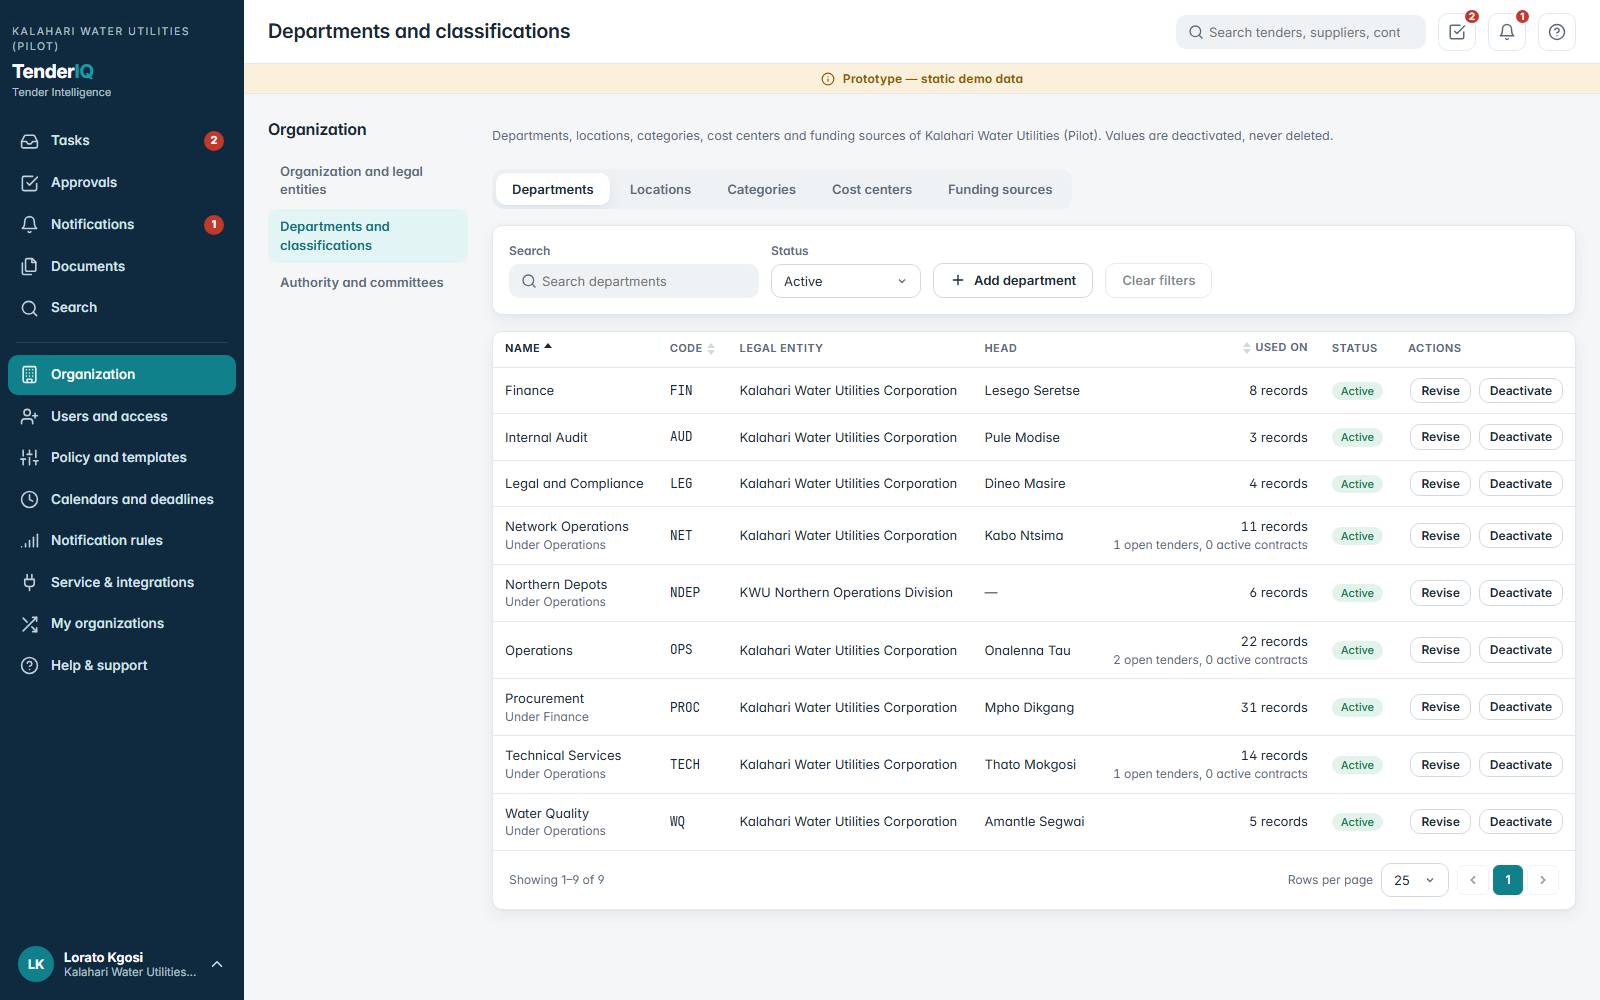 KALAHARI WATER UTILITIES
(PILOT)
TenderIQ
Tender Intelligence
Tasks 2
Approvals
Notifications 1
Documents
Search
Organization
Users and access
Policy and templates
Calendars and deadlines
Notification rules
Service & integrations
My organizations
Help & support
LK
Lorato Kgosi
Kalahari Water Utilities...
Departments and classifications
Search tenders, suppliers, cont
2
1
Prototype — static demo data
Organization
Organization and legal
entities
Departments and
classifications
Authority and committees
Departments, locations, categories, cost centers and funding sources of Kalahari Water Utilities (Pilot). Values are deactivated, never deleted.
Departments Locations Categories Cost centers Funding sources
Search Status
Search departments Active Add department Clear filters
NAME CODE LEGAL ENTITY HEAD USED ON STATUS ACTIONS
Finance FIN Kalahari Water Utilities Corporation Lesego Seretse 8 records Active Revise Deactivate
Internal Audit AUD Kalahari Water Utilities Corporation Pule Modise 3 records Active Revise Deactivate
Legal and Compliance LEG Kalahari Water Utilities Corporation Dineo Masire 4 records Active Revise Deactivate
Network Operations NET Kalahari Water Utilities Corporation Kabo Ntsima 11 records Active Revise Deactivate
Under Operations 1 open tenders, 0 active contracts
Northern Depots NDEP KWU Northern Operations Division — 6 records Active Revise Deactivate
Under Operations
Operations OPS Kalahari Water Utilities Corporation Onalenna Tau 22 records Active Revise Deactivate
2 open tenders, 0 active contracts
Procurement PROC Kalahari Water Utilities Corporation Mpho Dikgang 31 records Active Revise Deactivate
Under Finance
Technical Services TECH Kalahari Water Utilities Corporation Thato Mokgosi 14 records Active Revise Deactivate
Under Operations 1 open tenders, 0 active contracts
Water Quality WQ Kalahari Water Utilities Corporation Amantle Segwai 5 records Active Revise Deactivate
Under Operations
Showing 1–9 of 9 Rows per page 25 1